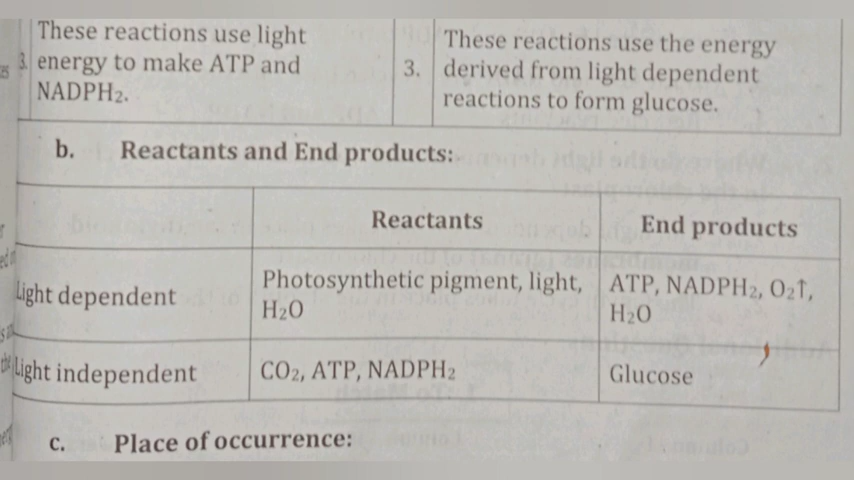 These reactions use light
3. energy to make ATP and
NADPH2.
These reactions use the energy
3. derived from light dependent
reactions to form glucose.
b. Reactants and End products:
Reactants End products
Light dependent
Photosynthetic pigment, light,
H2O
ATP, NADPH2, O2↑,
H2O
Light independent
CO2, ATP, NADPH2
Glucose
c. Place of occurrence: